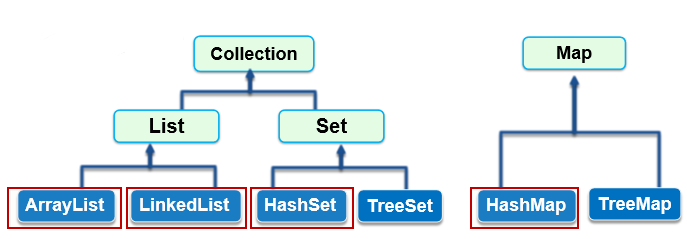 Collection
Map
List
Set
ArrayList
LinkedList
HashSet
TreeSet
HashMap
TreeMap